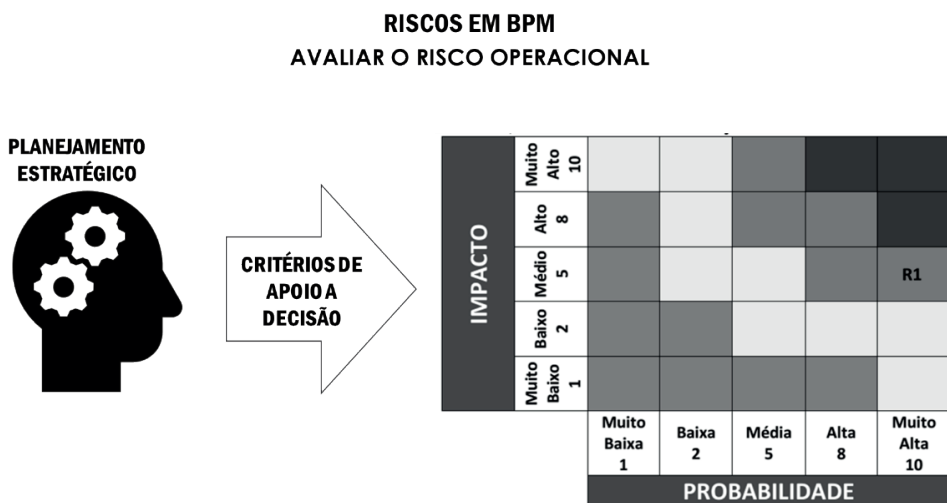 RISCOS EM BPM
AVALIAR O RISCO OPERACIONAL
PLANEJAMENTO
ESTRATÉGICO
CRITÉRIOS DE
APOIO A
DECISÃO
IMPACTO
Muito
Alto
10
Alto
8
Médio
5
Baixo
2
Muito
Baixo
1
R1
Muito
Baixa
1
Baixa
2
Média
5
Alta
8
Muito
Alta
10
PROBABILIDADE